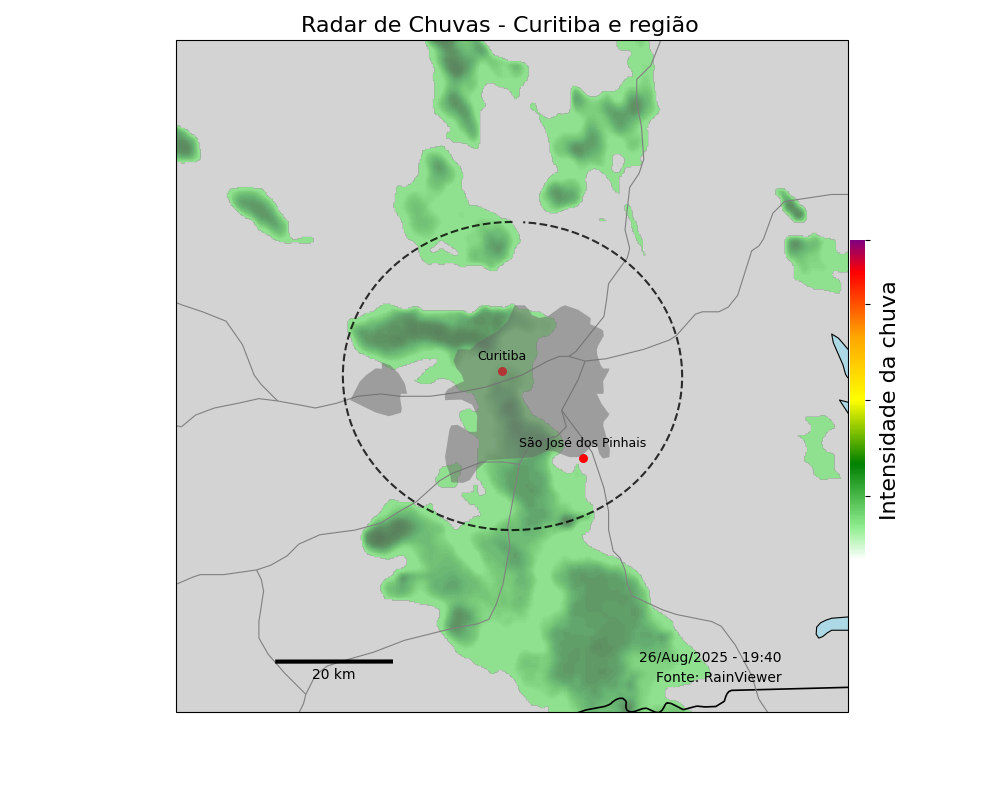 Radar de Chuvas - Curitiba e região
Curitiba
São José dos Pinhais
Intensidade da chuva
26/Aug/2025 - 19:40
Fonte: RainViewer
20 km